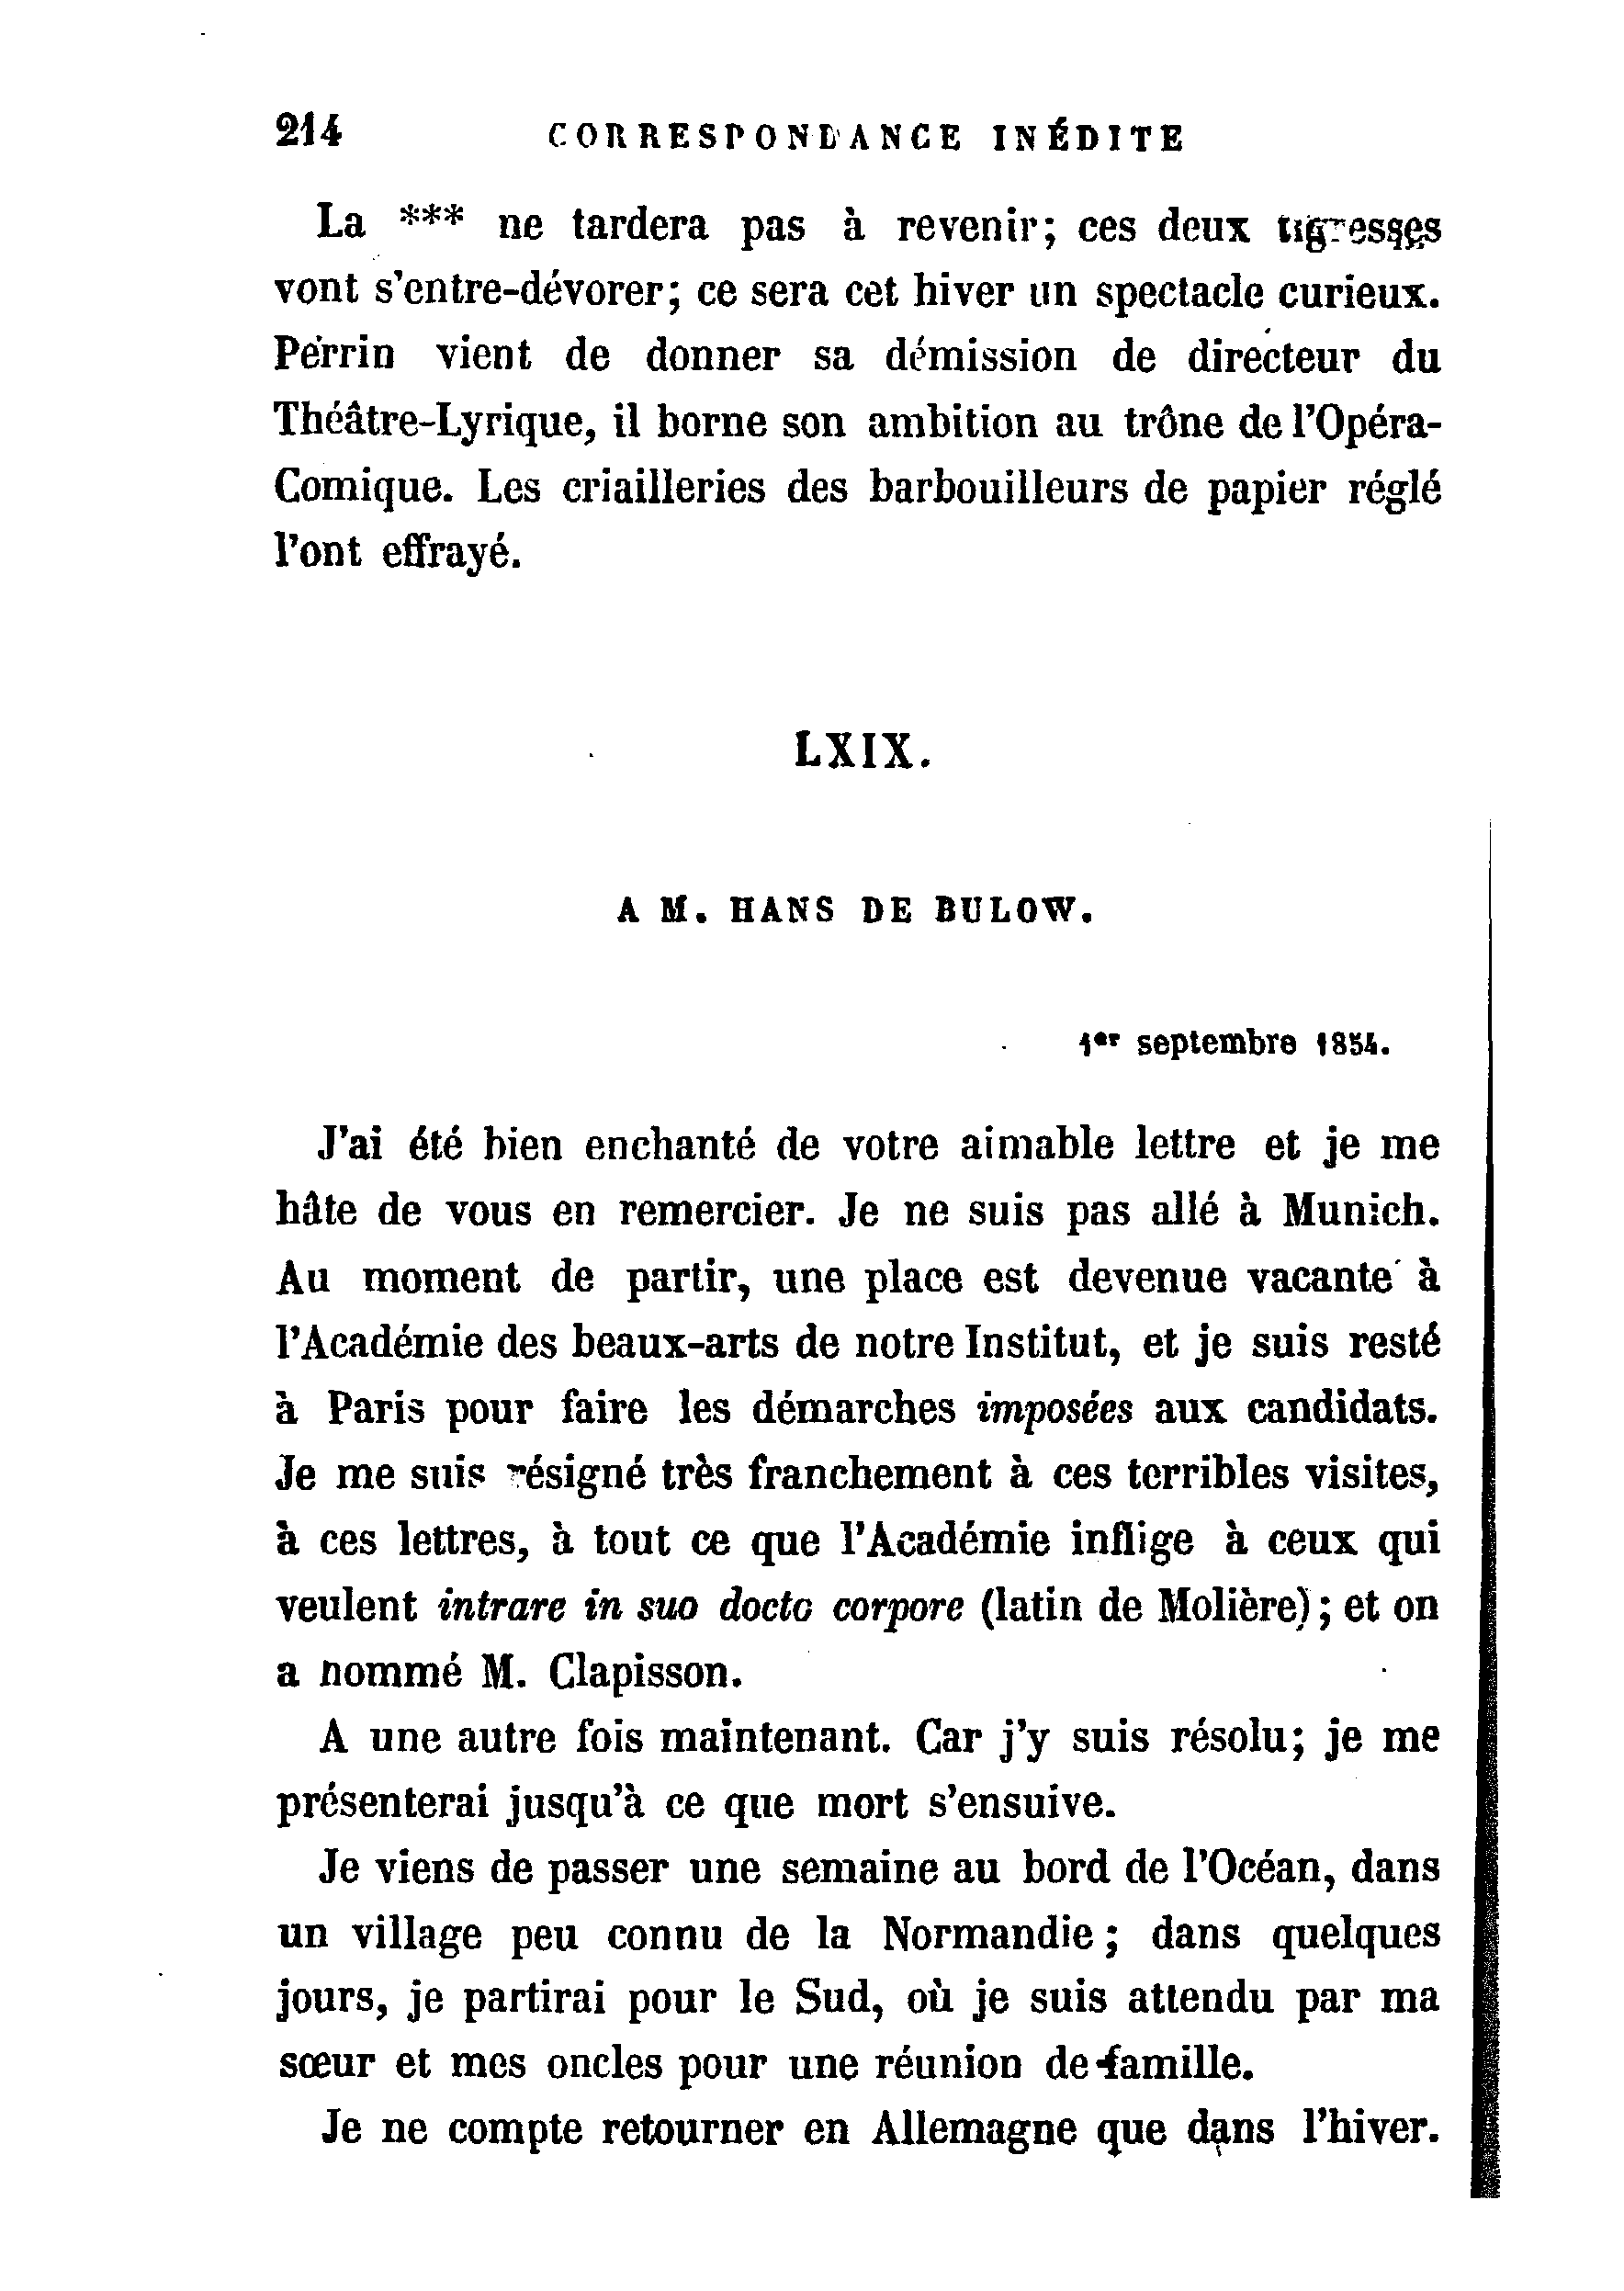 214 CORRESPONDANCE INÉDITE
La *** ne tardera pas à revenir; ces deux tigresses
vont s'entre-dévorer; ce sera cet hiver un spectacle curieux.
Perrin vient de donner sa démission de directeur du
Théâtre-Lyrique, il borne son ambition au trône de l'Opéra-
Comique. Les criailleries des barbouilleurs de papier réglé
l'ont effrayé.
LXIX.
A M. HANS DE BULOW.
1er septembre 1854.
J'ai été bien enchanté de votre aimable lettre et je me
hâte de vous en remercier. Je ne suis pas allé à Munich.
Au moment de partir, une place est devenue vacante à
l'Académie des beaux-arts de notre Institut, et je suis resté
à Paris pour faire les démarches imposées aux candidats.
Je me suis résigné très franchement à ces terribles visites,
à ces lettres, à tout ce que l'Académie inflige à ceux qui
veulent intrare in suo docto corpore (latin de Molière); et on
a nommé M. Clapisson.
A une autre fois maintenant. Car j'y suis résolu; je me
présenterai jusqu'à ce que mort s'ensuive.
Je viens de passer une semaine au bord de l'Océan, dans
un village peu connu de la Normandie; dans quelques
jours, je partirai pour le Sud, où je suis attendu par ma
sœur et mes oncles pour une réunion de famille.
Je ne compte retourner en Allemagne que dans l'hiver.